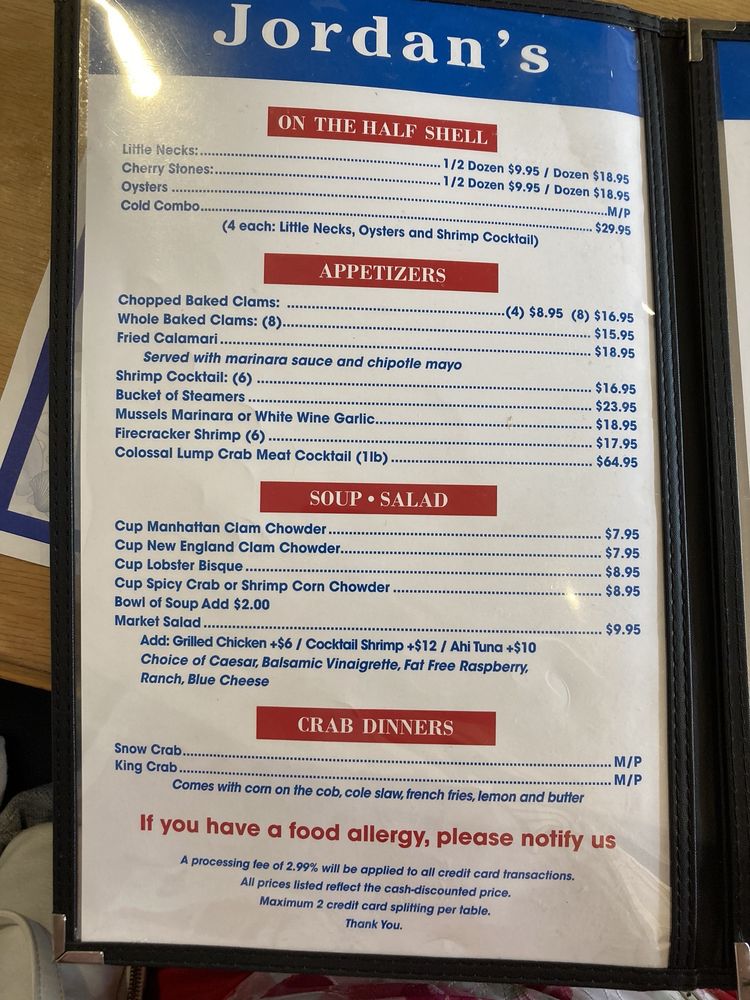 Jordan's
ON THE HALF SHELL
Little Necks: 1/2 Dozen $9.95 / Dozen $18.95
Cherry Stones: 1/2 Dozen $9.95 / Dozen $18.95
Oysters M/P
Cold Combo $29.95
(4 each: Little Necks, Oysters and Shrimp Cocktail)
APPETIZERS
Chopped Baked Clams: (4) $8.95 (8) $16.95
Whole Baked Clams: (8) $15.95
Fried Calamari $18.95
Served with marinara sauce and chipotle mayo
Shrimp Cocktail: (6) $16.95
Bucket of Steamers $23.95
Mussels Marinara or White Wine Garlic $18.95
Firecracker Shrimp (6) $17.95
Colossal Lump Crab Meat Cocktail (1lb) $64.95
SOUP • SALAD
Cup Manhattan Clam Chowder $7.95
Cup New England Clam Chowder $7.95
Cup Lobster Bisque $8.95
Cup Spicy Crab or Shrimp Corn Chowder $8.95
Bowl of Soup Add $2.00
Market Salad $9.95
Add: Grilled Chicken +$6 / Cocktail Shrimp +$12 / Ahi Tuna +$10
Choice of Caesar, Balsamic Vinaigrette, Fat Free Raspberry,
Ranch, Blue Cheese
CRAB DINNERS
Snow Crab M/P
King Crab M/P
Comes with corn on the cob, cole slaw, french fries, lemon and butter
If you have a food allergy, please notify us
A processing fee of 2.99% will be applied to all credit card transactions.
All prices listed reflect the cash-discounted price.
Maximum 2 credit card splitting per table.
Thank You.